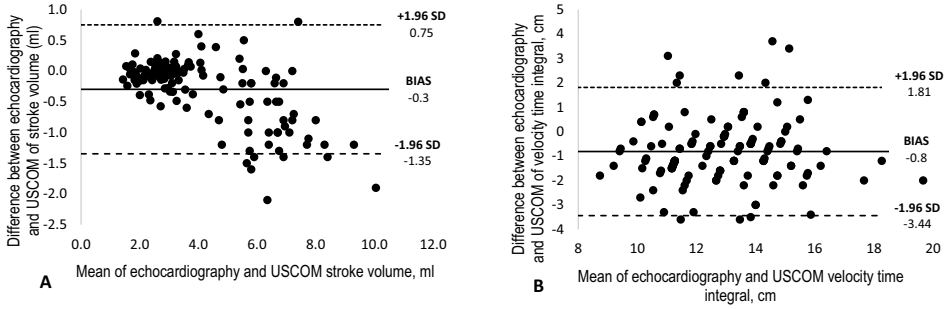 Difference between echocardiography
and USCOM of stroke volume (ml)
1.0
0.5
0.0
-0.5
-1.0
-1.5
-2.0
-2.5
0.0
2.0
4.0
6.0
8.0
10.0
12.0
+1.96 SD
0.75
BIAS
-0.3
-1.96 SD
-1.35
A
Mean of echocardiography and USCOM stroke volume, ml
Difference between echocardiography
and USCOM of velocity time
integral, cm
5
4
3
2
1
0
-1
-2
-3
-4
8
10
12
14
16
18
20
+1.96 SD
1.81
BIAS
-0.8
-1.96 SD
-3.44
B
Mean of echocardiography and USCOM velocity time
integral, cm